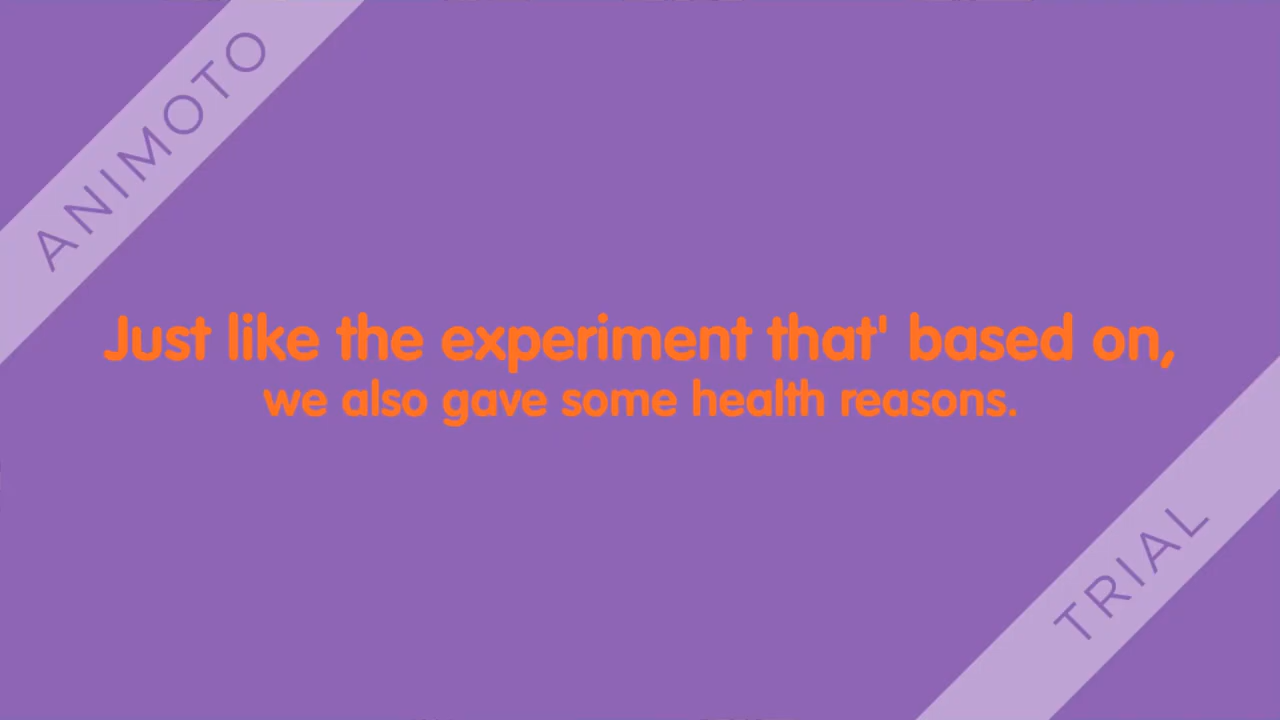 ANIMOTO
Just like the experiment that' based on,
we also gave some health reasons.
TRIAL